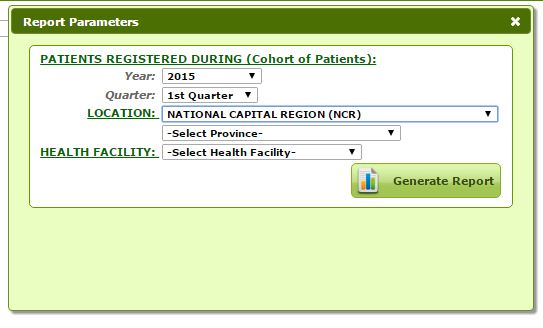 Report Parameters
PATIENTS REGISTERED DURING (Cohort of Patients):
Year: 2015
Quarter: 1st Quarter
LOCATION: NATIONAL CAPITAL REGION (NCR)
-Select Province-
HEALTH FACILITY: -Select Health Facility-
Generate Report